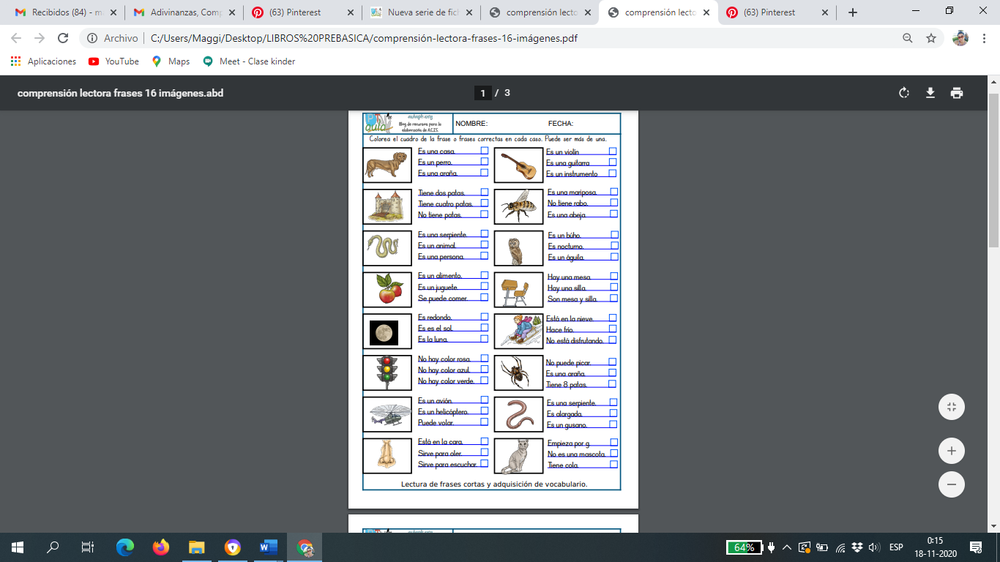 Recibidos (84) - m
Adivinanzas, Comp
(63) Pinterest
Nueva serie de fich
comprensión lecto
comprensión lecto
(63) Pinterest
Archivo
C:/Users/Maggi/Desktop/LIBROS%20PREBASICA/comprensión-lectora-frases-16-imágenes.pdf
Aplicaciones
YouTube
Maps
Meet - Clase kinder
comprensión lectora frases 16 imágenes.abd
1 / 3
aulapt.org
Blog de recursos para la
elaboración de A.C.I.S.
NOMBRE: FECHA:
Colorea el cuadro de la frase o frases correctas en cada caso. Puede ser más de una.
Es una casa.
Es un perro.
Es una araña.
Es un violín
Es una guitarra
Es un instrumento
Tiene dos patas.
Tiene cuatro patas.
No tiene patas.
Es una mariposa.
No tiene rabo.
Es una abeja.
Es una serpiente.
Es un animal.
Es una persona.
Es un búho.
Es nocturno.
Es un águila.
Es un alimento.
Es un juguete.
Se puede comer.
Hay una mesa.
Hay una silla.
Son mesa y silla.
Es redondo.
Es es el sol.
Es la luna.
Está en la nieve.
Hace frío.
No está disfrutando.
No hay color rosa.
No hay color azul.
No hay color verde.
No puede picar.
Es una araña.
Tiene 8 patas.
Es un avión.
Es un helicóptero.
Puede volar.
Es una serpiente.
Es alargada.
Es un gusano.
Está en la cara.
Sirve para oler.
Sirve para escuchar.
Empieza por g.
No es una mascota.
Tiene cola.
Lectura de frases cortas y adquisición de vocabulario.
64%
ESP
0:15
18-11-2020